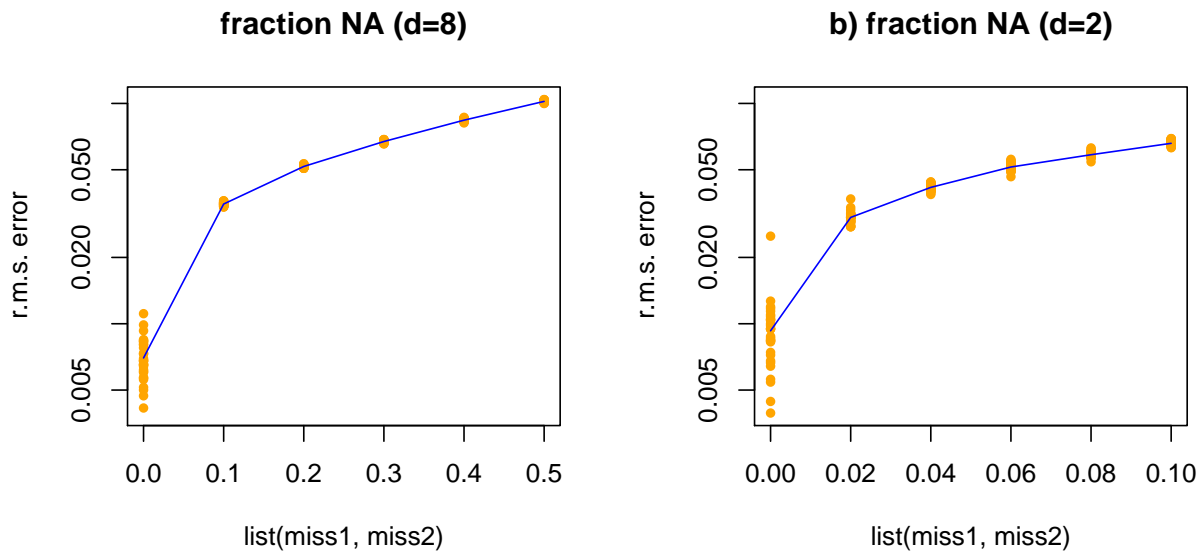 fraction NA (d=8)
r.m.s. error
0.050
0.020
0.005
0.0 0.1 0.2 0.3 0.4 0.5
list(miss1, miss2)
b) fraction NA (d=2)
r.m.s. error
0.050
0.020
0.005
0.00 0.02 0.04 0.06 0.08 0.10
list(miss1, miss2)